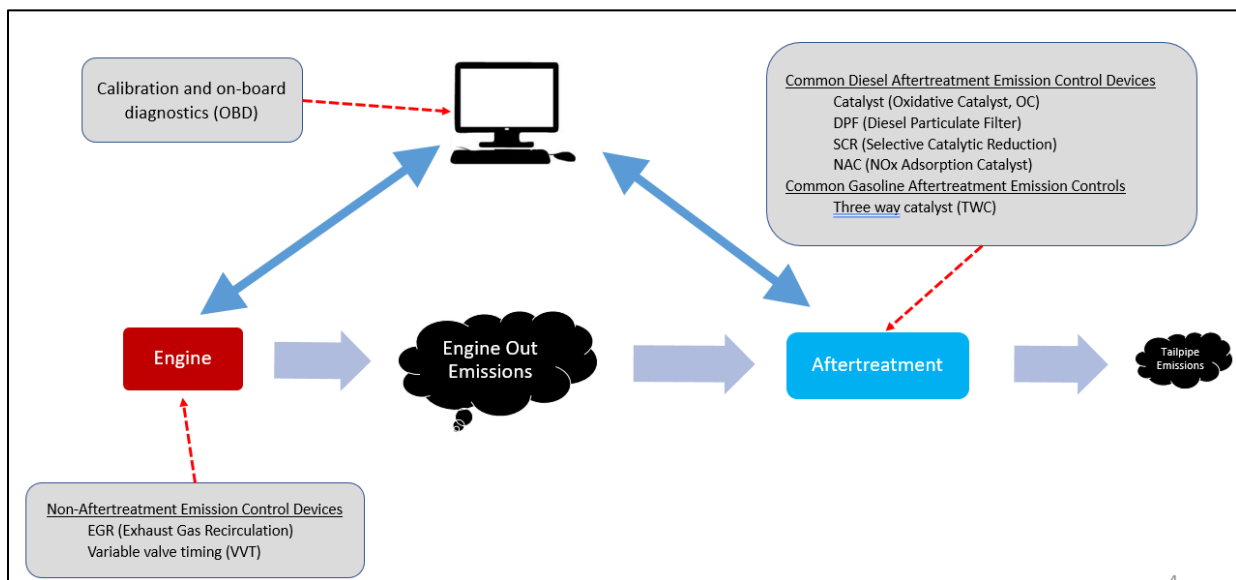 Calibration and on-board
diagnostics (OBD)
Common Diesel Aftertreatment Emission Control Devices
Catalyst (Oxidative Catalyst, OC)
DPF (Diesel Particulate Filter)
SCR (Selective Catalytic Reduction)
NAC (NOx Adsorption Catalyst)
Common Gasoline Aftertreatment Emission Controls
Three way catalyst (TWC)
Engine
Engine Out
Emissions
Aftertreatment
Tailpipe
Emissions
Non-Aftertreatment Emission Control Devices
EGR (Exhaust Gas Recirculation)
Variable valve timing (VVT)